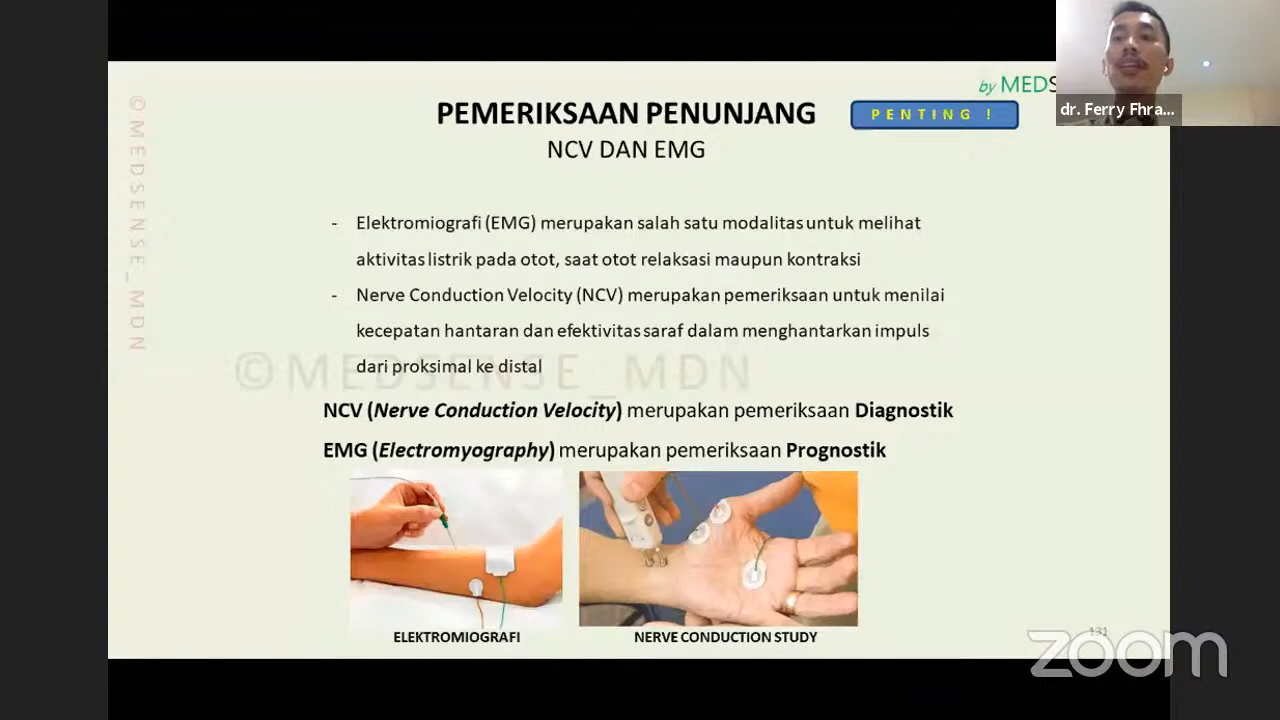 by MEDS
PEMERIKSAAN PENUNJANG
PENTING !
NCV DAN EMG
dr. Ferry Fhra...
©MEDSENSE_MDN
- Elektromiografi (EMG) merupakan salah satu modalitas untuk melihat
aktivitas listrik pada otot, saat otot relaksasi maupun kontraksi
- Nerve Conduction Velocity (NCV) merupakan pemeriksaan untuk menilai
kecepatan hantaran dan efektivitas saraf dalam menghantarkan impuls
dari proksimal ke distal
©MEDSENSE_MDN
NCV (Nerve Conduction Velocity) merupakan pemeriksaan Diagnostik
EMG (Electromyography) merupakan pemeriksaan Prognostik
ELEKTROMIOGRAFI
NERVE CONDUCTION STUDY
131
zoom